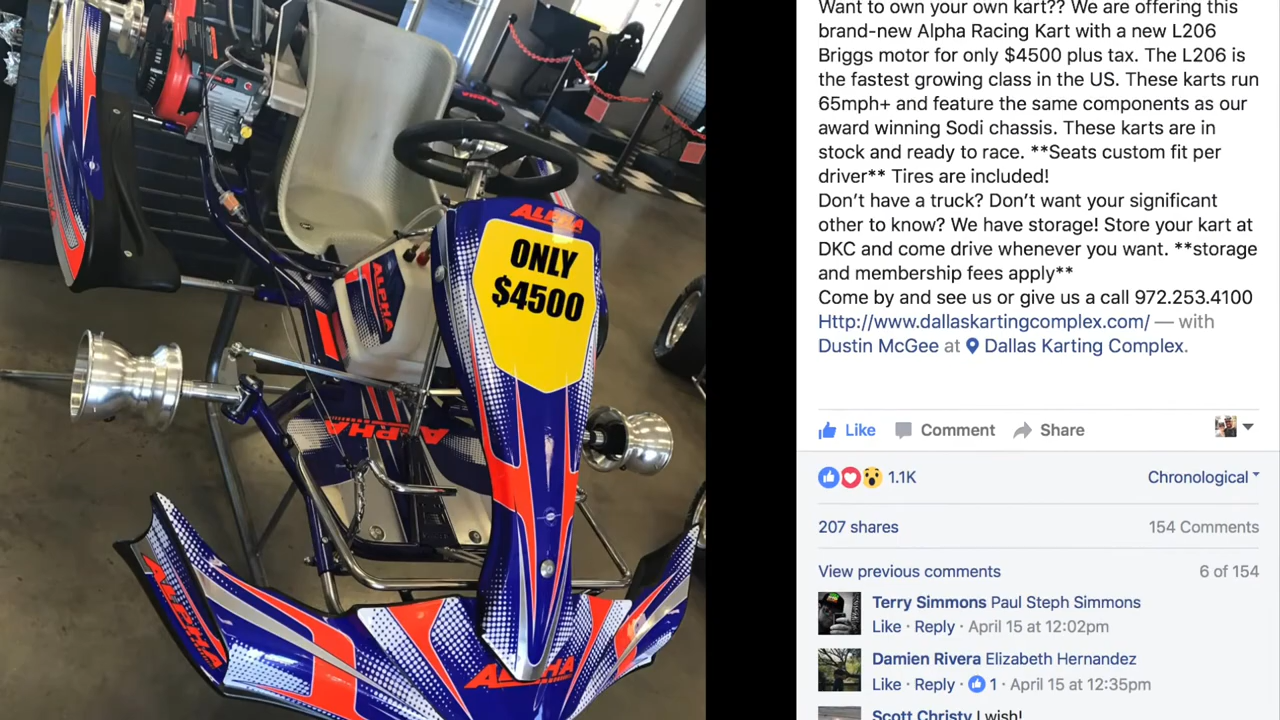 ALPHA
ONLY
$4500
ALPHA
ALPHA
ALPHA
ALPHA
Want to own your own kart?? We are offering this
brand-new Alpha Racing Kart with a new L206
Briggs motor for only $4500 plus tax. The L206 is
the fastest growing class in the US. These karts run
65mph+ and feature the same components as our
award winning Sodi chassis. These karts are in
stock and ready to race. **Seats custom fit per
driver** Tires are included!
Don't have a truck? Don't want your significant
other to know? We have storage! Store your kart at
DKC and come drive whenever you want. **storage
and membership fees apply**
Come by and see us or give us a call 972.253.4100
Http://www.dallaskartingcomplex.com/ — with
Dustin McGee at Dallas Karting Complex.
Like Comment Share
1.1K Chronological
207 shares 154 Comments
View previous comments 6 of 154
Terry Simmons Paul Steph Simmons
Like · Reply · April 15 at 12:02pm
Damien Rivera Elizabeth Hernandez
Like · Reply · 1 · April 15 at 12:35pm
Scott Christy I wish!